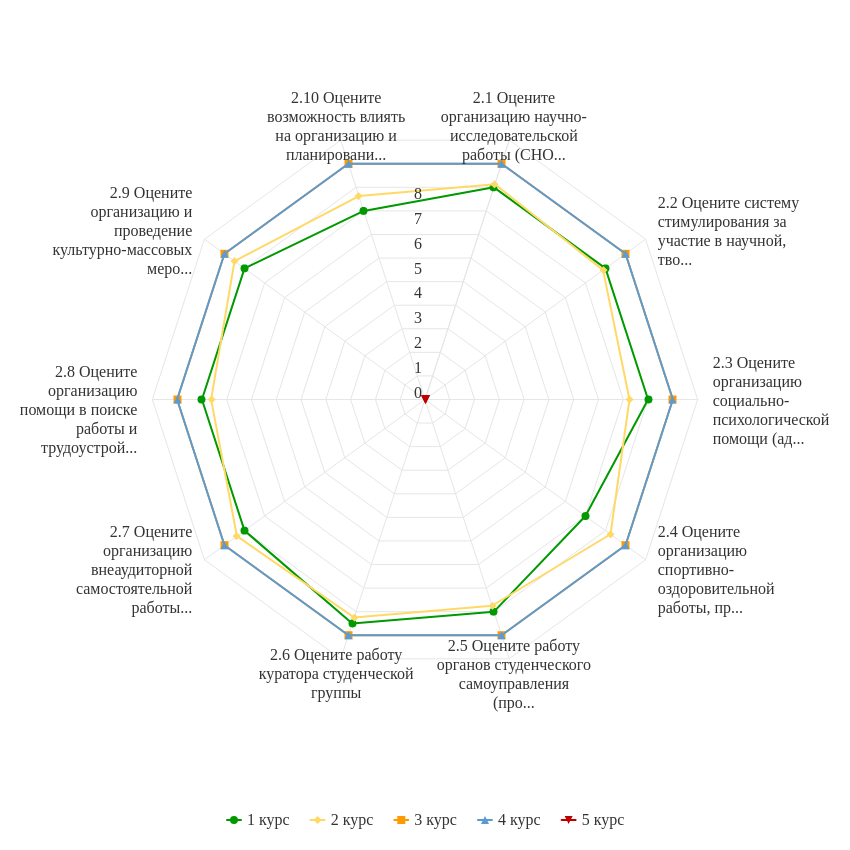 2.10 Оцените
возможность влиять
на организацию и
планировани...
2.1 Оцените
организацию научно-
исследовательской
работы (СНО...
2.9 Оцените
организацию и
проведение
культурно-массовых
меро...
2.2 Оцените систему
стимулирования за
участие в научной,
тво...
8
7
6
5
4
3
2
1
0
2.8 Оцените
организацию
помощи в поиске
работы и
трудоустрой...
2.3 Оцените
организацию
социально-
психологической
помощи (ад...
2.7 Оцените
организацию
внеаудиторной
самостоятельной
работы...
2.4 Оцените
организацию
спортивно-
оздоровительной
работы, пр...
2.6 Оцените работу
куратора студенческой
группы
2.5 Оцените работу
органов студенческого
самоуправления
(про...
1 курс 2 курс 3 курс 4 курс 5 курс